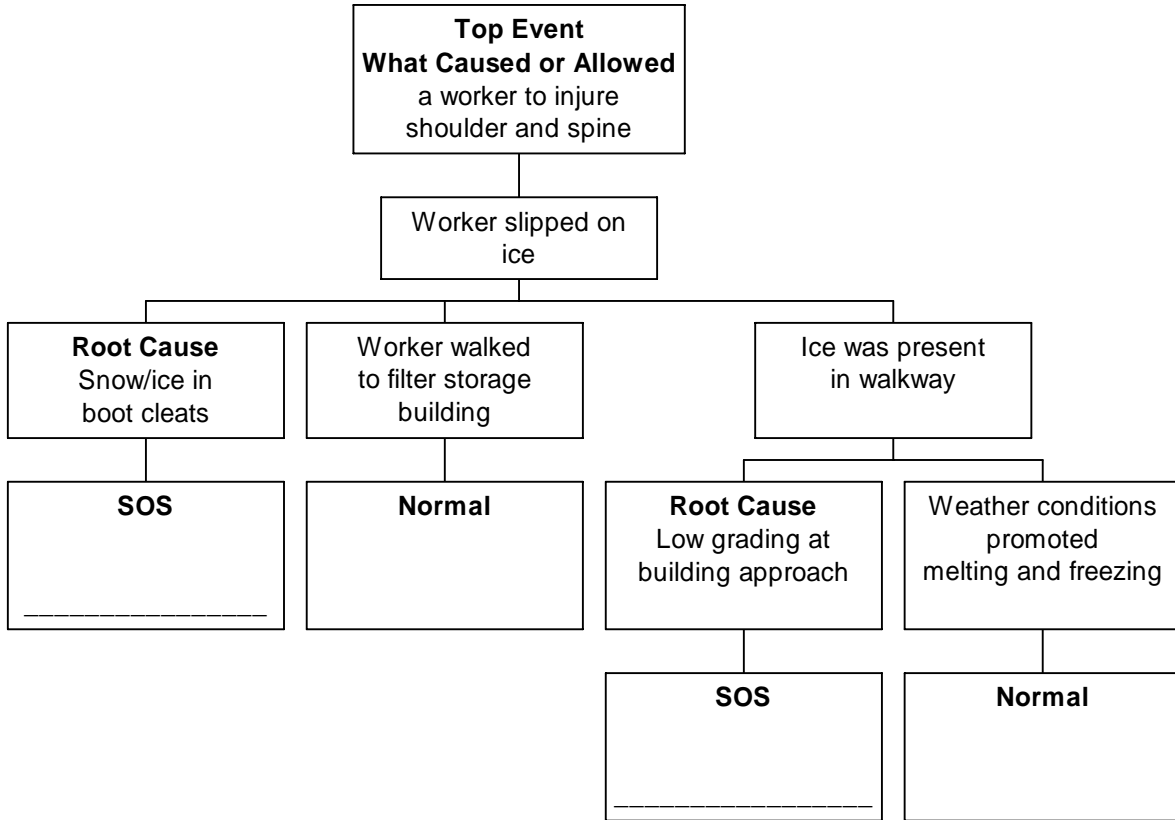 Top Event
What Caused or Allowed
a worker to injure
shoulder and spine
Worker slipped on
ice
Root Cause
Snow/ice in
boot cleats
Worker walked
to filter storage
building
Ice was present
in walkway
SOS
________________
Normal
Root Cause
Low grading at
building approach
Weather conditions
promoted
melting and freezing
SOS
_________________
Normal